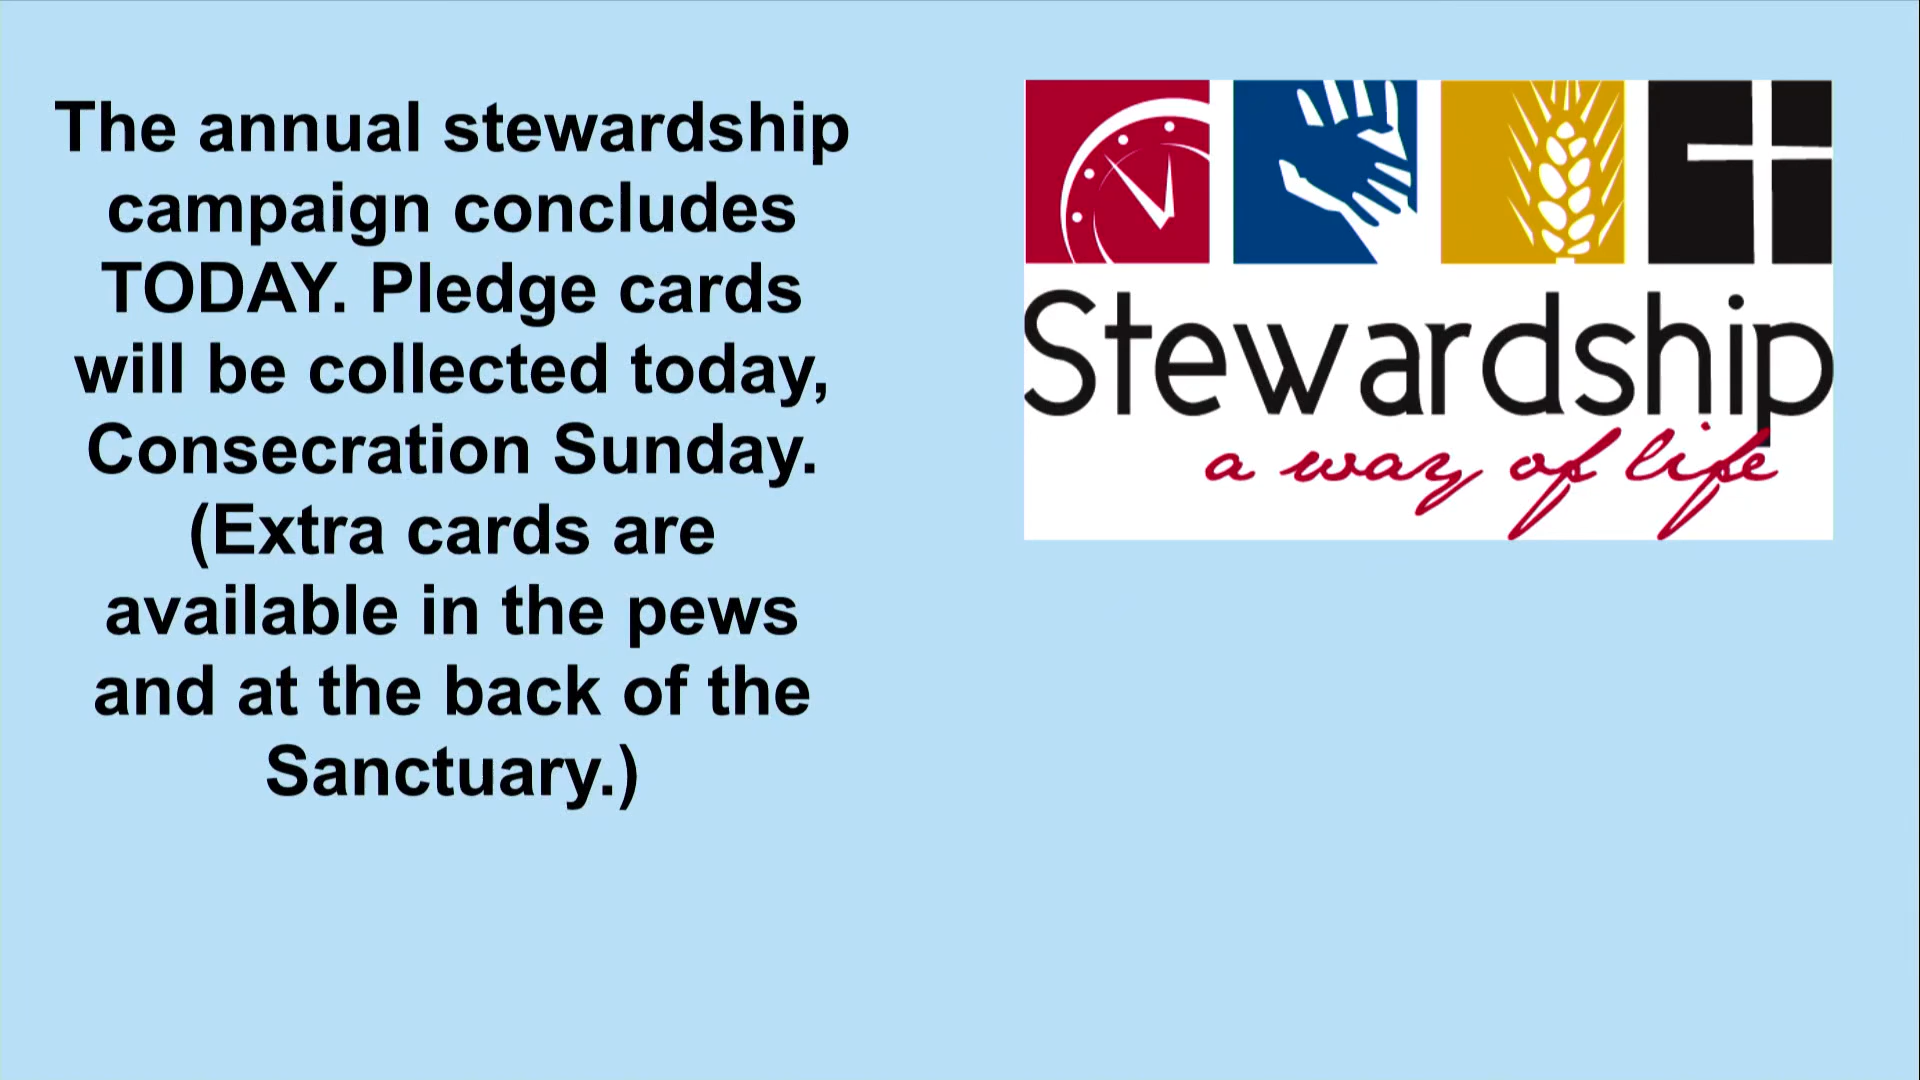 The annual stewardship
campaign concludes
TODAY. Pledge cards
will be collected today,
Consecration Sunday.
(Extra cards are
available in the pews
and at the back of the
Sanctuary.)
Stewardship
a way of life